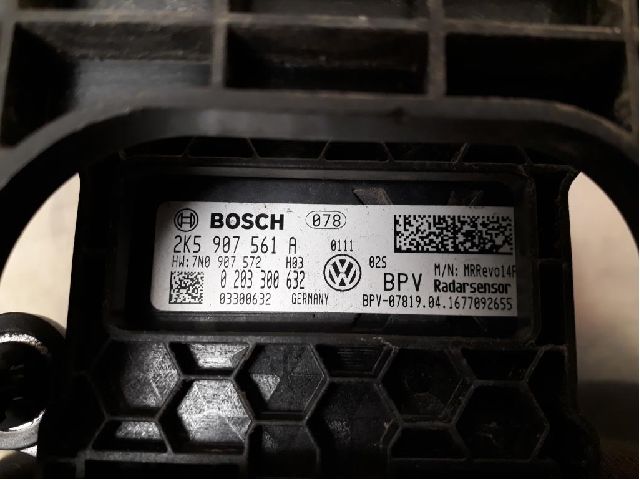 BOSCH 078
2K5 907 561 A 0111
HW:7N0 907 572 H03 02S M/N: MRRevo14F
0 203 300 632 BPV Radarsensor
03300632 GERMANY BPV-07819.04.1677092655